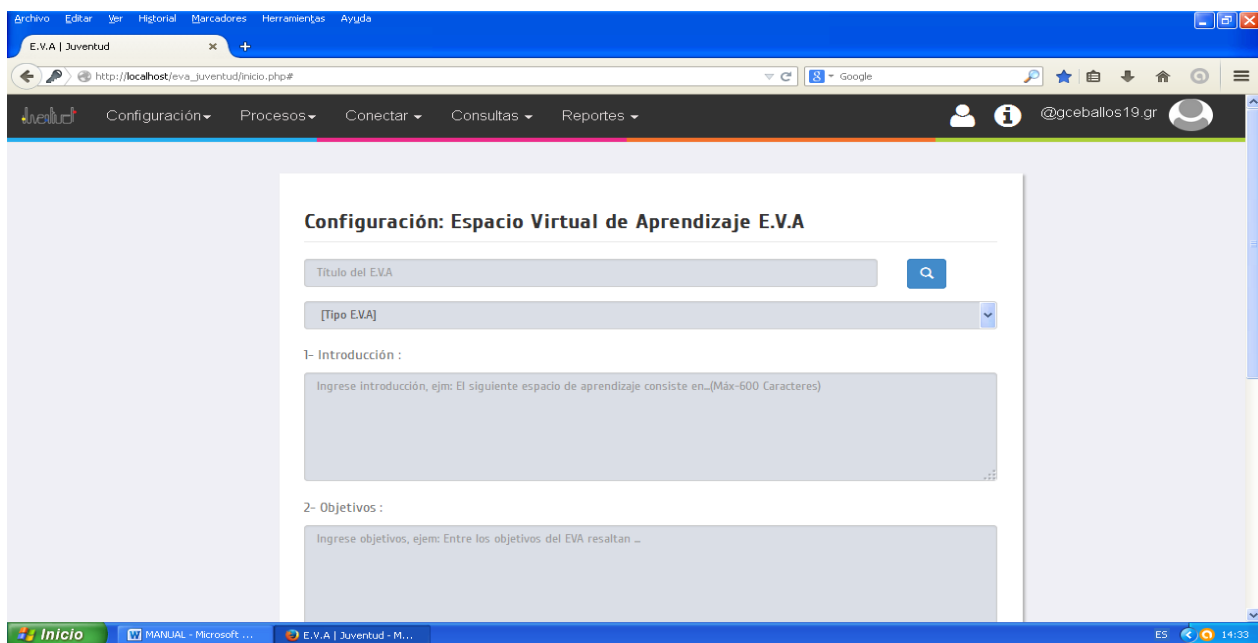 Archivo Editar Ver Historial Marcadores Herramientas Ayuda
E.V.A | Juventud
http://localhost/eva_juventud/inicio.php#
Google
Juventud Configuración Procesos Conectar Consultas Reportes @gceballos19.gr
Configuración: Espacio Virtual de Aprendizaje E.V.A
Título del E.V.A
[Tipo E.V.A]
1- Introducción :
Ingrese introducción, ejm: El siguiente espacio de aprendizaje consiste en...(Máx-600 Caracteres)
2- Objetivos :
Ingrese objetivos, ejem: Entre los objetivos del EVA resaltan ...
Inicio MANUAL - Microsoft ... E.V.A | Juventud - M... ES 14:33